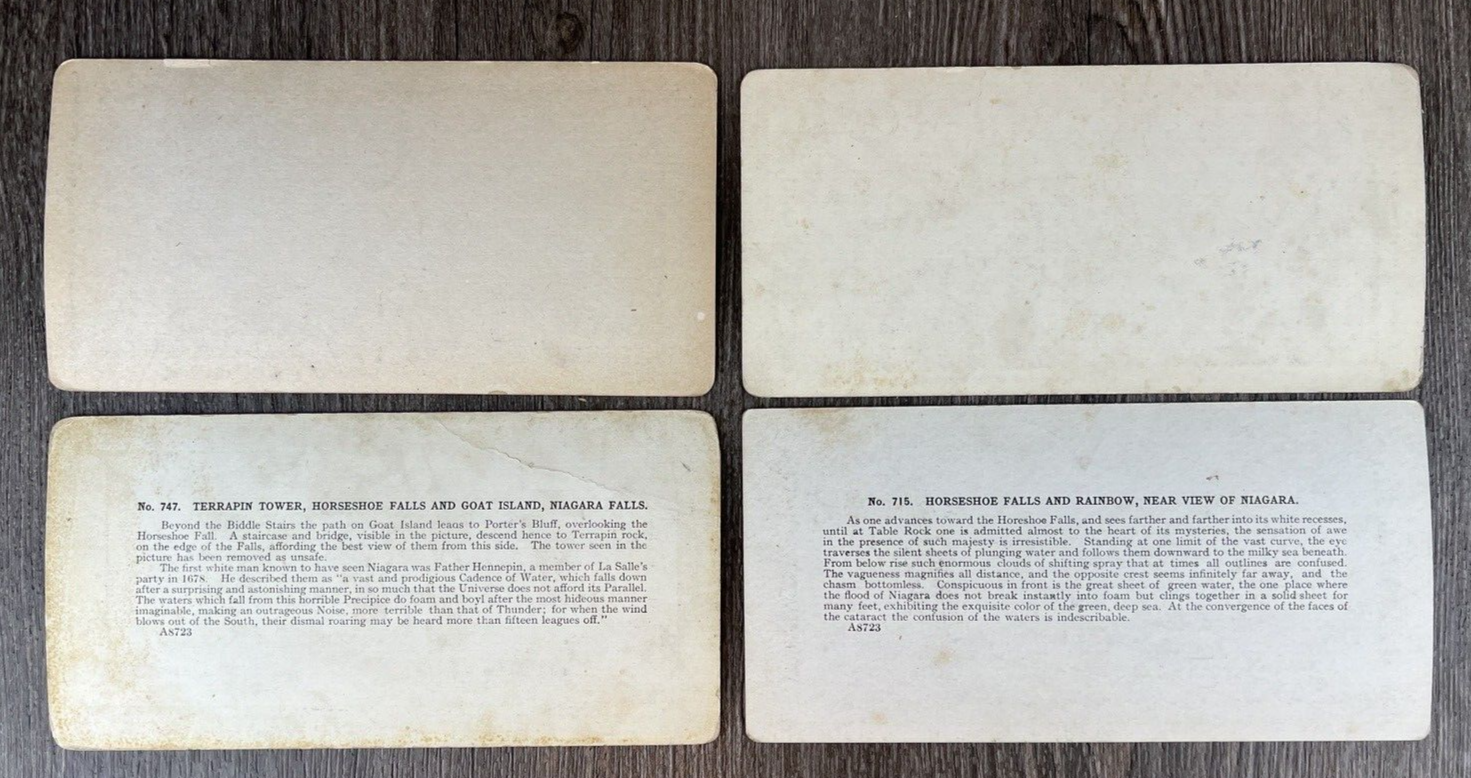 No. 747. TERRAPIN TOWER, HORSESHOE FALLS AND GOAT ISLAND, NIAGARA FALLS.
Beyond the Biddle Stairs the path on Goat Island leads to Porter's Bluff, overlooking the
Horseshoe Fall. A staircase and bridge, visible in the picture, descend hence to Terrapin rock,
on the edge of the Falls, affording the best view of them from this side. The tower seen in the
picture has been removed as unsafe.
The first white man known to have seen Niagara was Father Hennepin, a member of La Salle's
party in 1678. He described them as "a vast and prodigious Cadence of Water, which falls down
after a surprising and astonishing manner, in so much that the Universe does not afford its Parallel.
The waters which fall from this horrible Precipice do foam and boyl after the most hideous manner
imaginable, making an outrageous Noise, more terrible than that of Thunder; for when the wind
blows out of the South, their dismal roaring may be heard more than fifteen leagues off."
A8723
No. 715. HORSESHOE FALLS AND RAINBOW, NEAR VIEW OF NIAGARA.
As one advances toward the Horeshoe Falls, and sees farther and farther into its white recesses,
until at Table Rock one is admitted almost to the heart of its mysteries, the sensation of awe
in the presence of such majesty is irresistible. Standing at one limit of the vast curve, the eye
traverses the silent sheets of plunging water and follows them downward to the milky sea beneath.
From below rise such enormous clouds of shifting spray that at times all outlines are confused.
The vagueness magnifies all distance, and the opposite crest seems infinitely far away, and the
chasm bottomless. Conspicuous in front is the great sheet of green water, the one place where
the flood of Niagara does not break instantly into foam but clings together in a solid sheet for
many feet, exhibiting the exquisite color of the green, deep sea. At the convergence of the faces of
the cataract the confusion of the waters is indescribable.
A8723